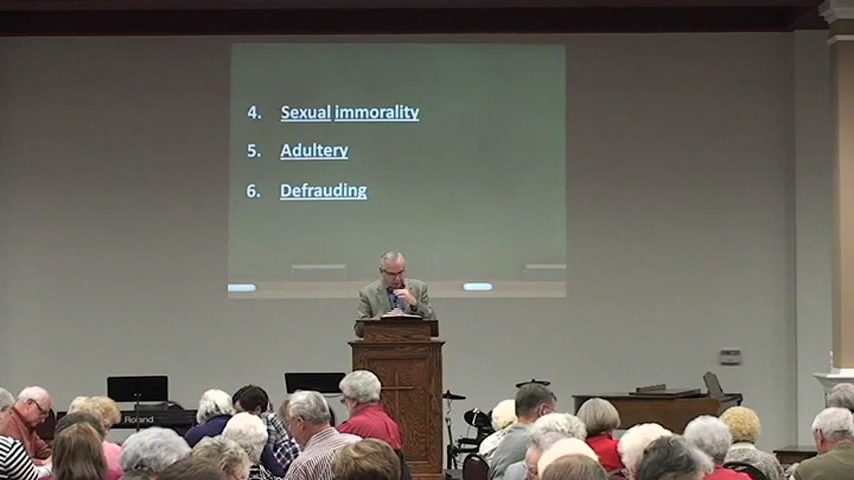 4. Sexual immorality
5. Adultery
6. Defrauding
Roland